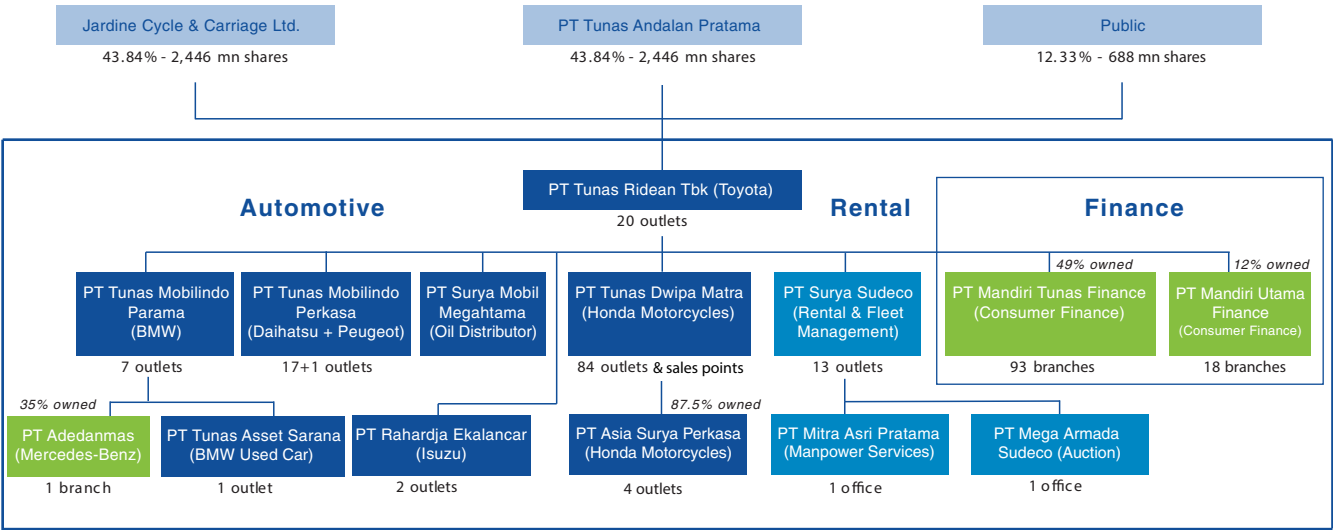 Jardine Cycle & Carriage Ltd.
43.84% - 2,446 mn shares
PT Tunas Andalan Pratama
43.84% - 2,446 mn shares
Public
12.33% - 688 mn shares
PT Tunas Ridean Tbk (Toyota)
20 outlets
Automotive
Rental
Finance
PT Tunas Mobilindo
Parama
(BMW)
7 outlets
PT Tunas Mobilindo
Perkasa
(Daihatsu + Peugeot)
17+1 outlets
PT Surya Mobil
Megahtama
(Oil Distributor)
PT Tunas Dwipa Matra
(Honda Motorcycles)
84 outlets & sales points
PT Surya Sudeco
(Rental & Fleet
Management)
13 outlets
49% owned
PT Mandiri Tunas Finance
(Consumer Finance)
93 branches
12% owned
PT Mandiri Utama
Finance
(Consumer Finance)
18 branches
35% owned
PT Adedanmas
(Mercedes-Benz)
1 branch
PT Tunas Asset Sarana
(BMW Used Car)
1 outlet
PT Rahardja Ekalancar
(Isuzu)
2 outlets
87.5% owned
PT Asia Surya Perkasa
(Honda Motorcycles)
4 outlets
PT Mitra Asri Pratama
(Manpower Services)
1 office
PT Mega Armada
Sudeco (Auction)
1 office